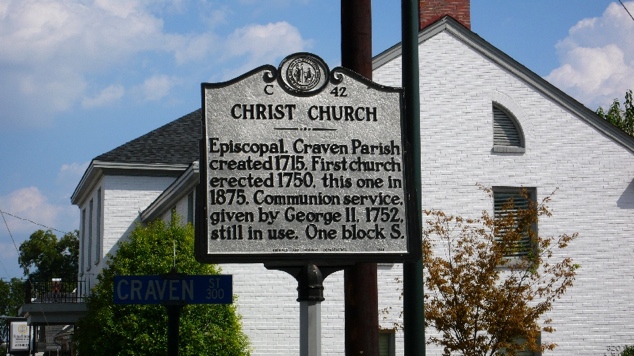 C 42
CHRIST CHURCH
Episcopal. Craven Parish
created 1715. First church
erected 1750, this one in
1875. Communion service,
given by George II, 1752,
still in use. One block S.
CRAVEN ST
300